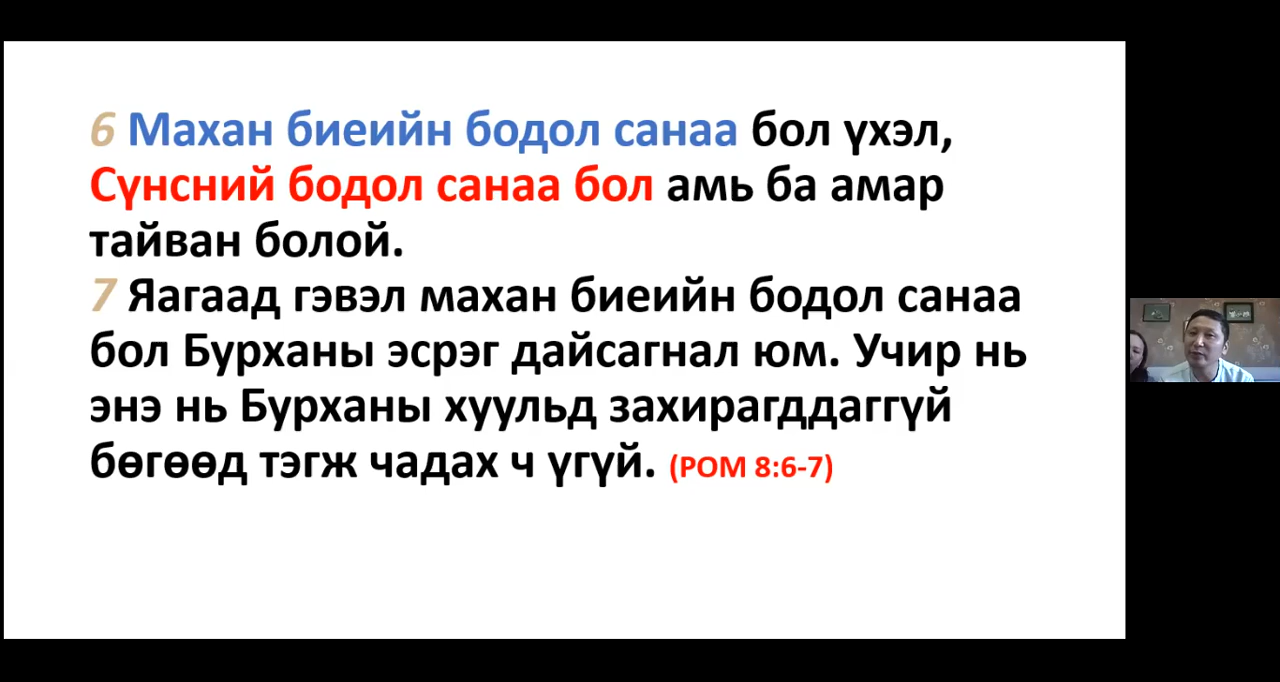 6 Махан биеийн бодол санаа бол үхэл,
Сүнсний бодол санаа бол амь ба амар
тайван болой.
7 Яагаад гэвэл махан биеийн бодол санаа
бол Бурханы эсрэг дайсагнал юм. Учир нь
энэ нь Бурханы хуульд захирагддаггүй
бөгөөд тэгж чадах ч үгүй. (РОМ 8:6-7)